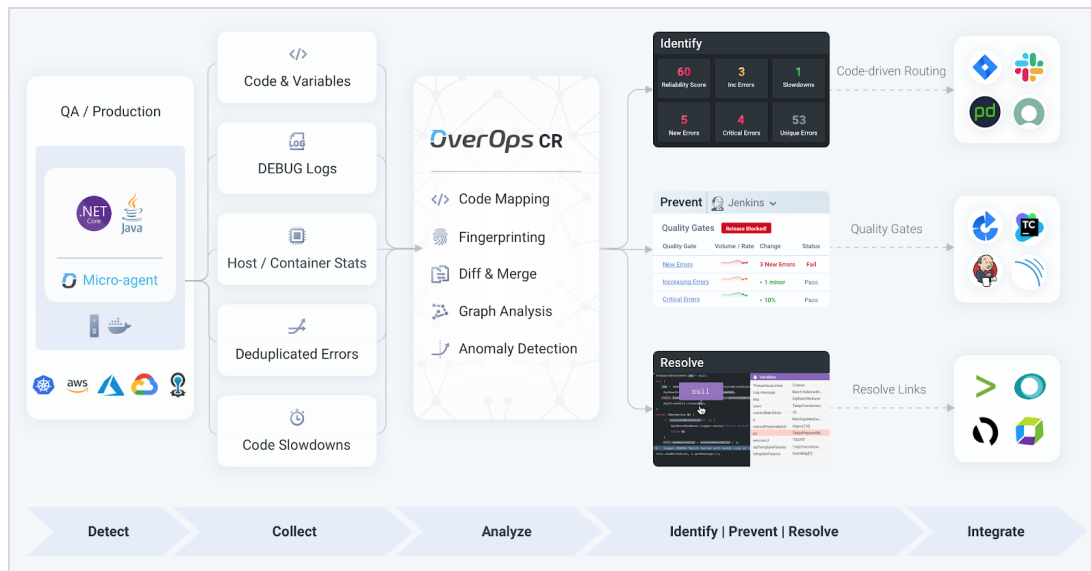 QA / Production
.NET
Core
Java
Micro-agent
aws
Code & Variables
LOG
DEBUG Logs
Host / Container Stats
Deduplicated Errors
Code Slowdowns
OverOps CR
Code Mapping
Fingerprinting
Diff & Merge
Graph Analysis
Anomaly Detection
Identify
60 3 1
Reliability Score Inc Errors Slowdowns
5 4 53
New Errors Critical Errors Unique Errors
Prevent Jenkins
Quality Gates Release Blocked!
Quality Gate Volume / Rate Change Status
New Errors 3 New Errors Fail
Increasing Errors • 1 minor Pass
Critical Errors • 10% Pass
Resolve
null
Variables
Code-driven Routing
pd
Quality Gates
TC
Resolve Links
Detect
Collect
Analyze
Identify | Prevent | Resolve
Integrate